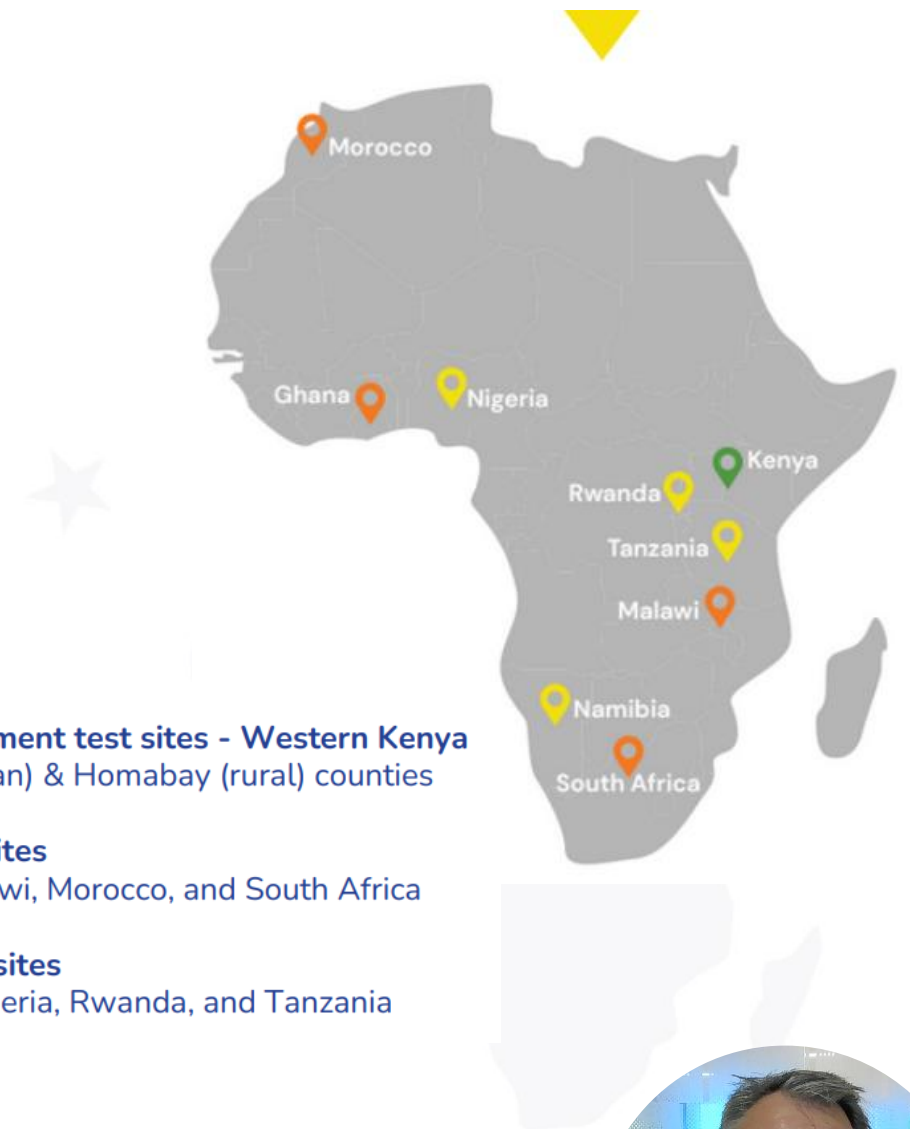 Morocco
Ghana
Nigeria
Kenya
Rwanda
Tanzania
Malawi
Namibia
South Africa
ment test sites - Western Kenya
an) & Homabay (rural) counties
ites
wi, Morocco, and South Africa
sites
eria, Rwanda, and Tanzania